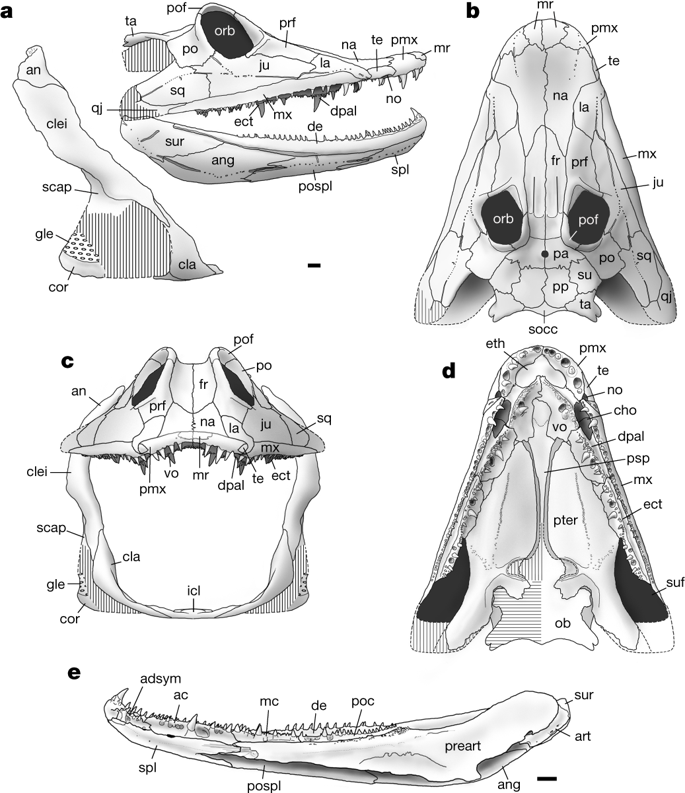 a
pof
ta
orb
prf
an
po
na
te
pmx
mr
ju
la
clei
sq
qj
ect
mx
dpal
no
de
scap
sur
ang
pospl
spl
gle
cor
cla
b
mr
pmx
te
na
la
fr
prf
mx
ju
orb
pof
pa
po
sq
su
pp
qj
ta
socc
c
pof
po
an
fr
prf
na
la
ju
sq
mx
clei
pmx
vo
mr
dpal
te
ect
scap
cla
gle
icl
cor
d
eth
pmx
te
no
cho
vo
dpal
psp
mx
ect
pter
suf
ob
e
adsym
ac
mc
de
poc
sur
spl
preart
art
pospl
ang